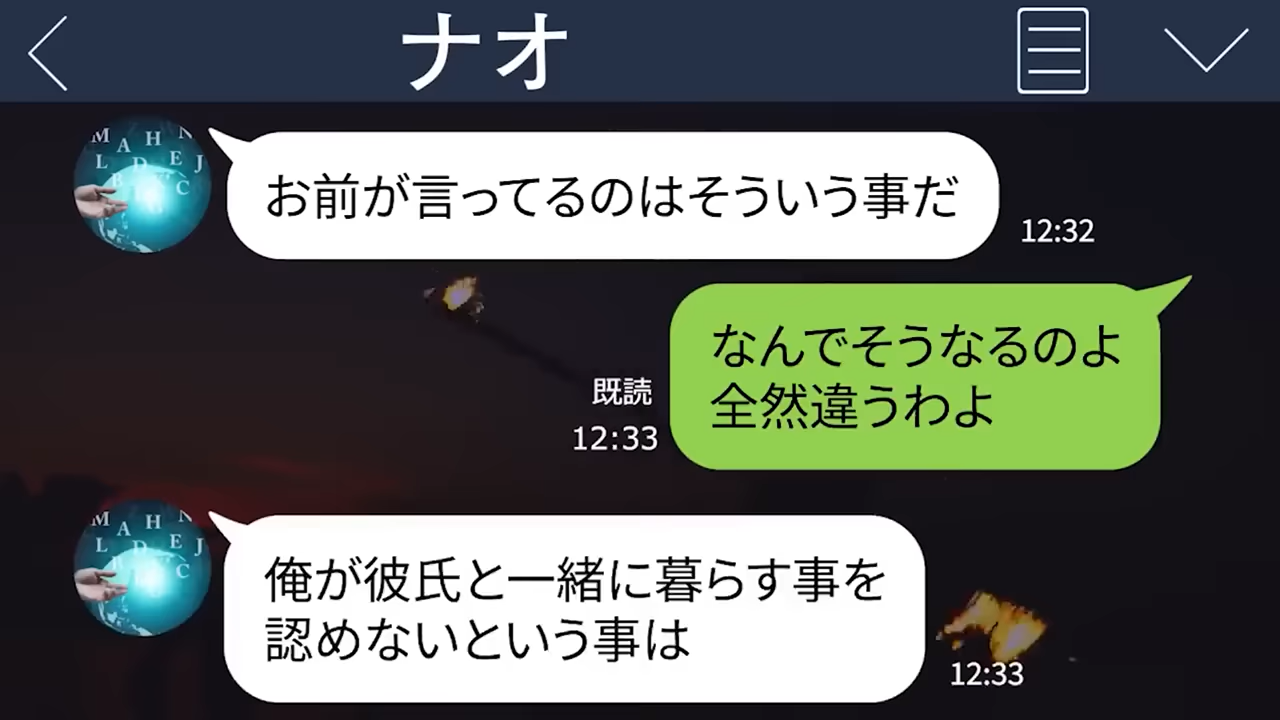 ナオ
M A H N
L D E J
B C
お前が言ってるのはそういう事だ
12:32
なんでそうなるのよ
全然違うわよ
既読
12:33
M A H N
L D E J
C
俺が彼氏と一緒に暮らす事を
認めないという事は
12:33